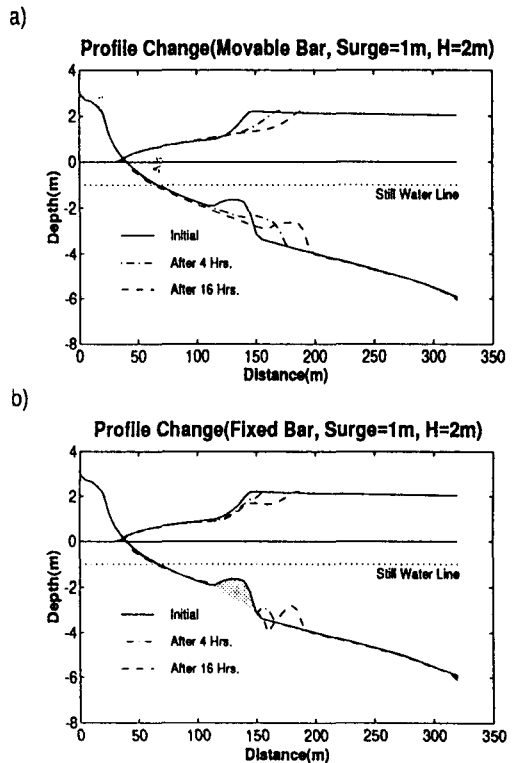 a)
Profile Change(Movable Bar, Surge=1m, H=2m)
4
2
0
-2
-4
-6
-8
Depth(m)
Still Water Line
Initial
After 4 Hrs.
After 16 Hrs.
0 50 100 150 200 250 300 350
Distance(m)
b)
Profile Change(Fixed Bar, Surge=1m, H=2m)
4
2
0
-2
-4
-6
-8
Depth(m)
Still Water Line
Initial
After 4 Hrs.
After 16 Hrs.
0 50 100 150 200 250 300 350
Distance(m)